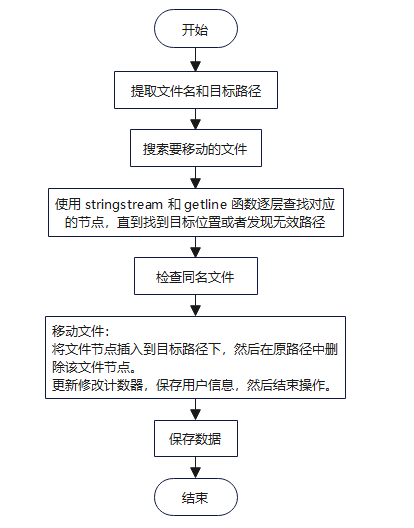 开始
提取文件名和目标路径
搜索要移动的文件
使用 stringstream 和 getline 函数逐层查找对应
的节点，直到找到目标位置或者发现无效路径
检查同名文件
移动文件：
将文件节点插入到目标路径下，然后在原路径中删
除该文件节点。
更新修改计数器，保存用户信息，然后结束操作。
保存数据
结束